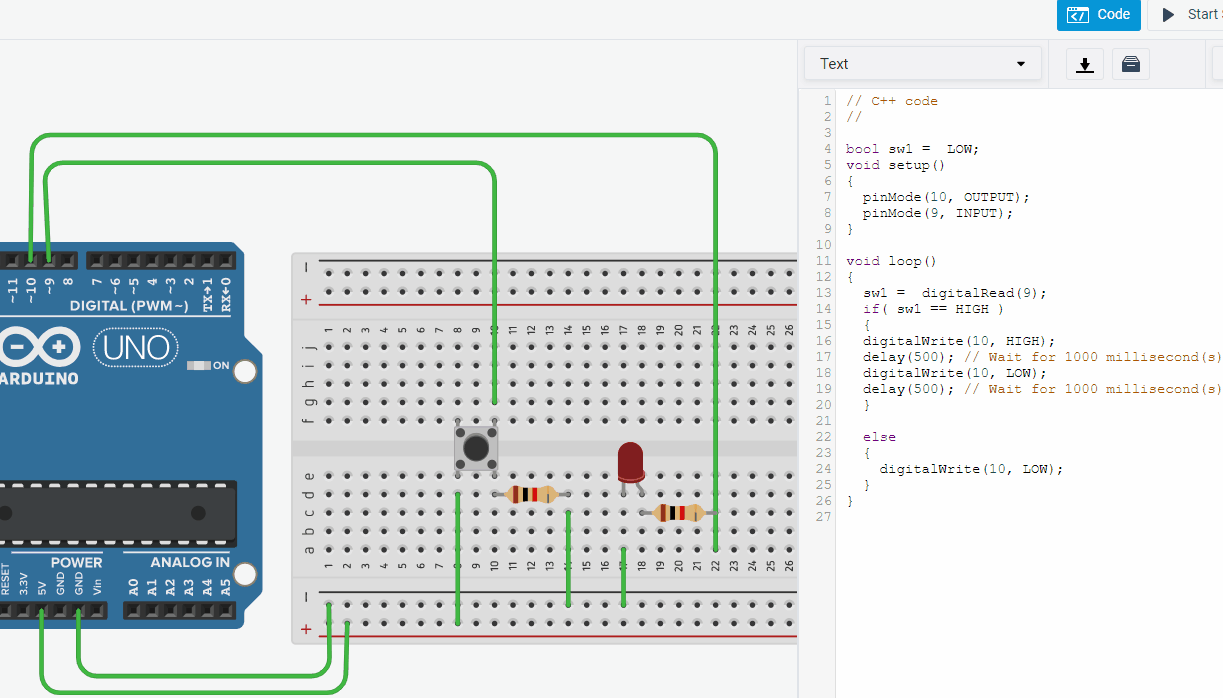 Code
Start
Text
1 // C++ code
2 //
3
4 bool sw1 =  LOW;
5 void setup()
6 {
7   pinMode(10, OUTPUT);
8   pinMode(9, INPUT);
9 }
10
11 void loop()
12 {
13   sw1 =  digitalRead(9);
14   if( sw1 == HIGH )
15   {
16   digitalWrite(10, HIGH);
17   delay(500); // Wait for 1000 millisecond(s)
18   digitalWrite(10, LOW);
19   delay(500); // Wait for 1000 millisecond(s)
20   }
21
22   else
23   {
24     digitalWrite(10, LOW);
25   }
26 }
27
~11 ~10 ~9 8 7 ~6 ~5 4 ~3 2 TX→1 RX←0
DIGITAL (PWM~)
UNO
ARDUINO
ON
POWER
ANALOG IN
RESET 3.3V 5V GND GND Vin A0 A1 A2 A3 A4 A5
− +
1 2 3 4 5 6 7 8 9 10 11 12 13 14 15 16 17 18 19 20 21 22 23 24 25 26
j
i
h
g
f
e
d
c
b
a
1 2 3 4 5 6 7 8 9 10 11 12 13 14 15 16 17 18 19 20 21 22 23 24 25 26
−
+